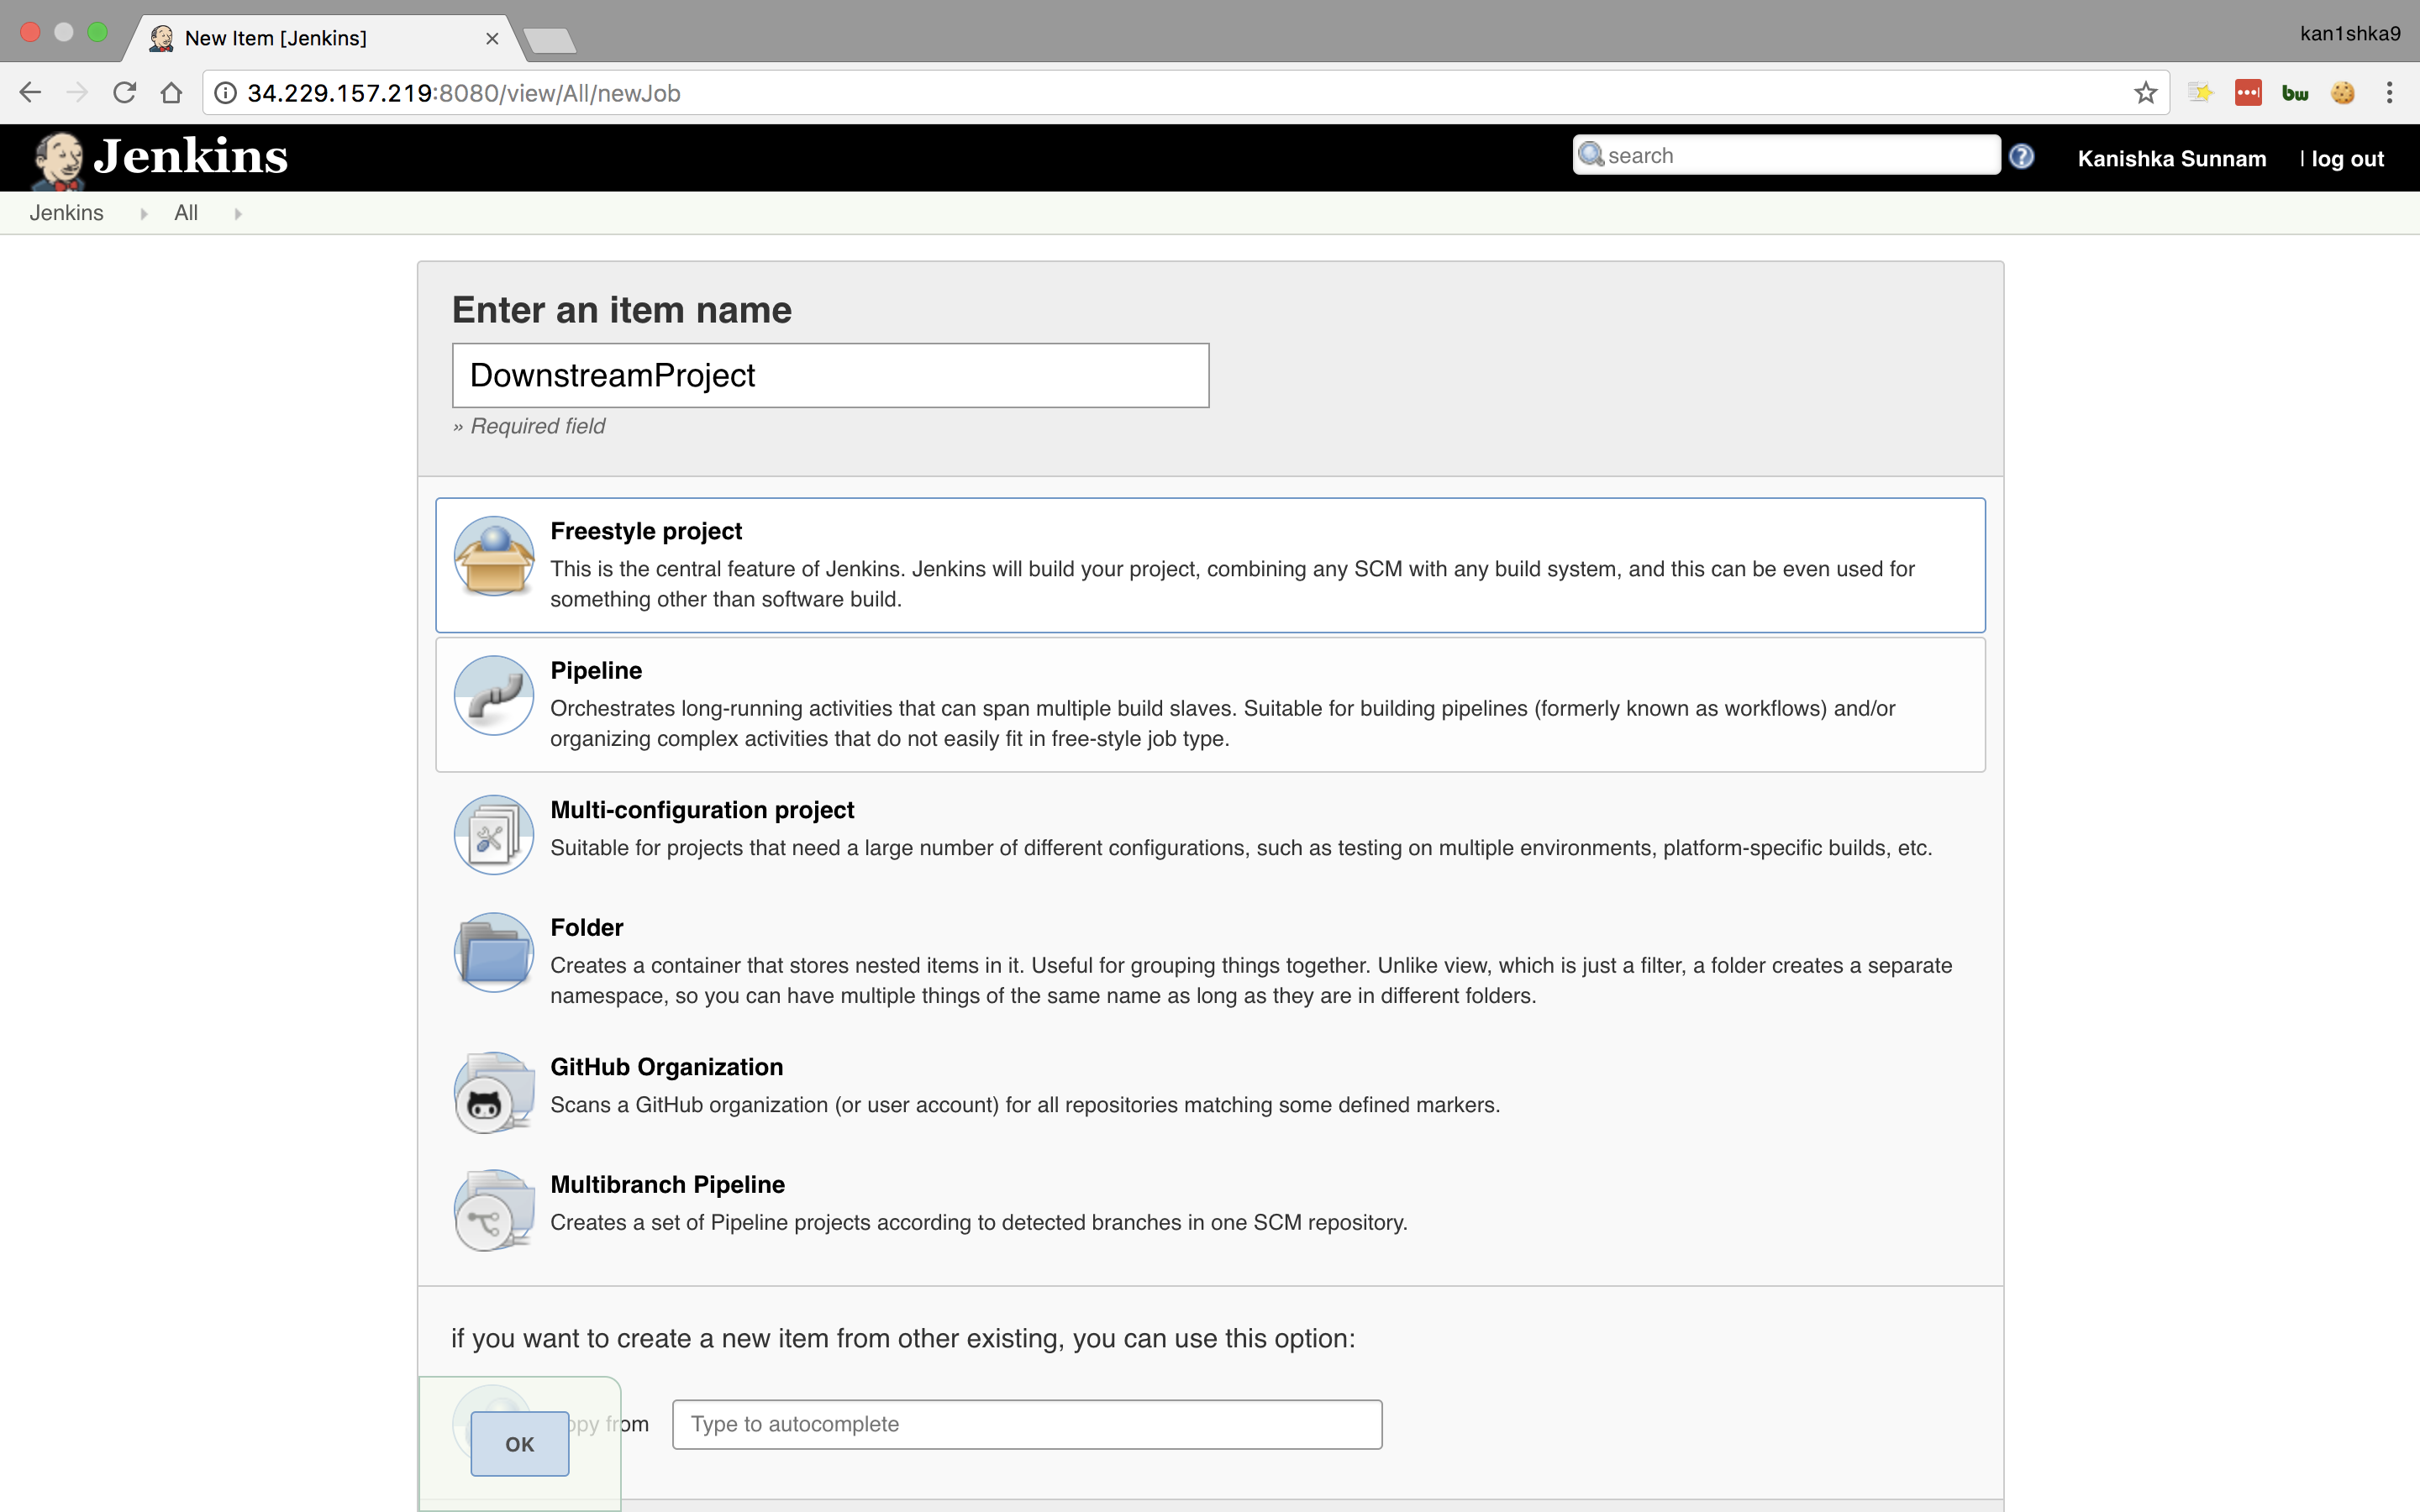 New Item [Jenkins]
kan1shka9
34.229.157.219:8080/view/All/newJob
bw
Jenkins
search
Kanishka Sunnam
| log out
Jenkins
All
Enter an item name
DownstreamProject
» Required field
Freestyle project
This is the central feature of Jenkins. Jenkins will build your project, combining any SCM with any build system, and this can be even used for
something other than software build.
Pipeline
Orchestrates long-running activities that can span multiple build slaves. Suitable for building pipelines (formerly known as workflows) and/or
organizing complex activities that do not easily fit in free-style job type.
Multi-configuration project
Suitable for projects that need a large number of different configurations, such as testing on multiple environments, platform-specific builds, etc.
Folder
Creates a container that stores nested items in it. Useful for grouping things together. Unlike view, which is just a filter, a folder creates a separate
namespace, so you can have multiple things of the same name as long as they are in different folders.
GitHub Organization
Scans a GitHub organization (or user account) for all repositories matching some defined markers.
Multibranch Pipeline
Creates a set of Pipeline projects according to detected branches in one SCM repository.
if you want to create a new item from other existing, you can use this option:
opy from
Type to autocomplete
OK